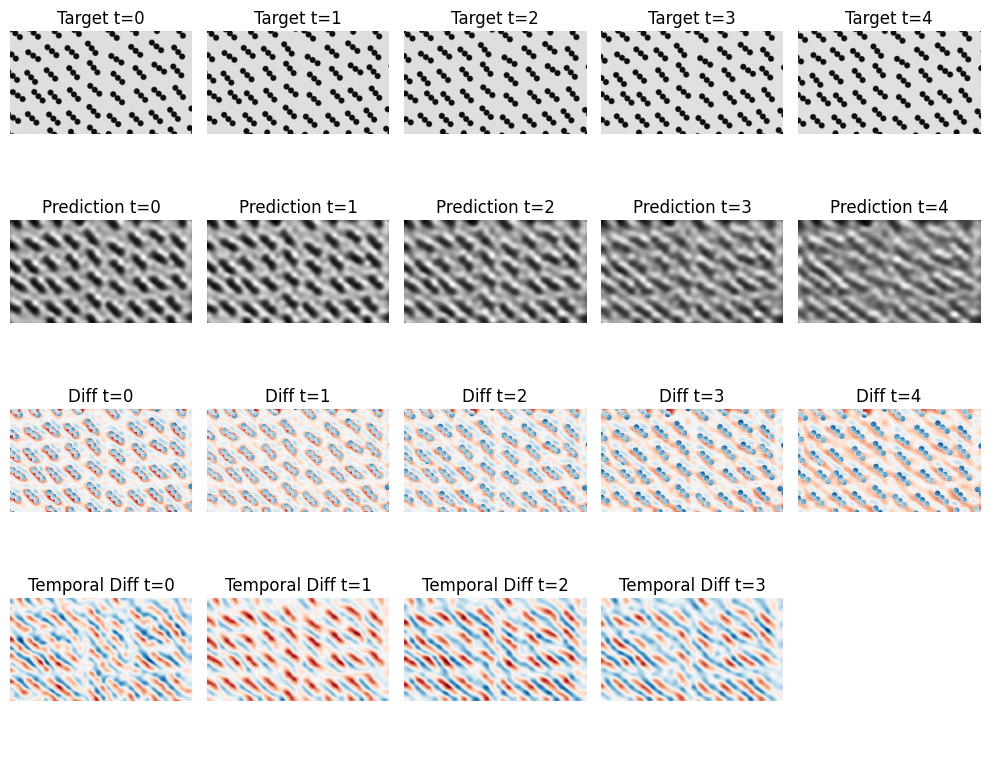 Target t=0
Target t=1
Target t=2
Target t=3
Target t=4
Prediction t=0
Prediction t=1
Prediction t=2
Prediction t=3
Prediction t=4
Diff t=0
Diff t=1
Diff t=2
Diff t=3
Diff t=4
Temporal Diff t=0
Temporal Diff t=1
Temporal Diff t=2
Temporal Diff t=3